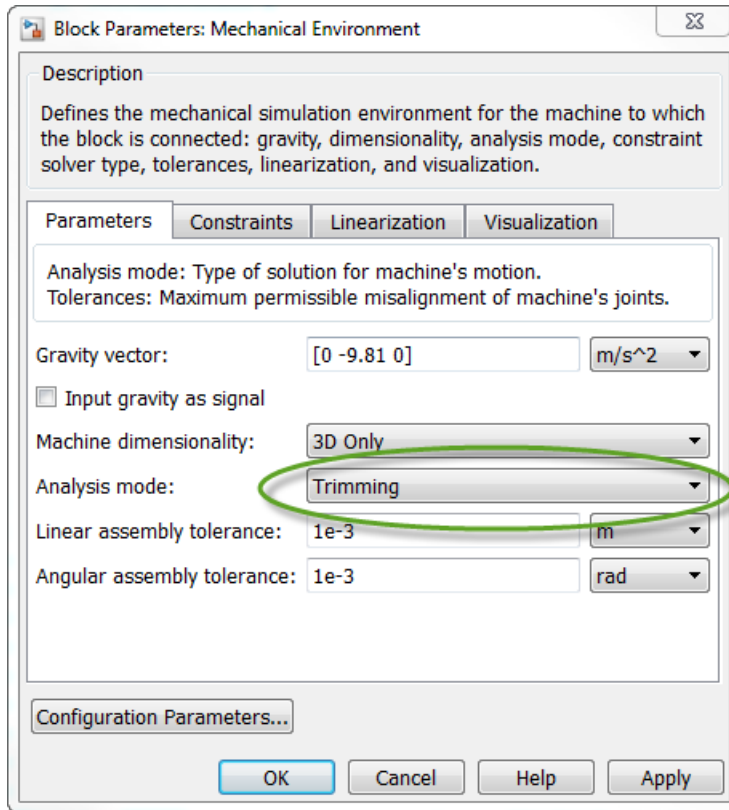 Block Parameters: Mechanical Environment
Description
Defines the mechanical simulation environment for the machine to which
the block is connected: gravity, dimensionality, analysis mode, constraint
solver type, tolerances, linearization, and visualization.
Parameters Constraints Linearization Visualization
Analysis mode: Type of solution for machine's motion.
Tolerances: Maximum permissible misalignment of machine's joints.
Gravity vector: [0 -9.81 0] m/s^2
Input gravity as signal
Machine dimensionality: 3D Only
Analysis mode: Trimming
Linear assembly tolerance: 1e-3 m
Angular assembly tolerance: 1e-3 rad
Configuration Parameters...
OK Cancel Help Apply